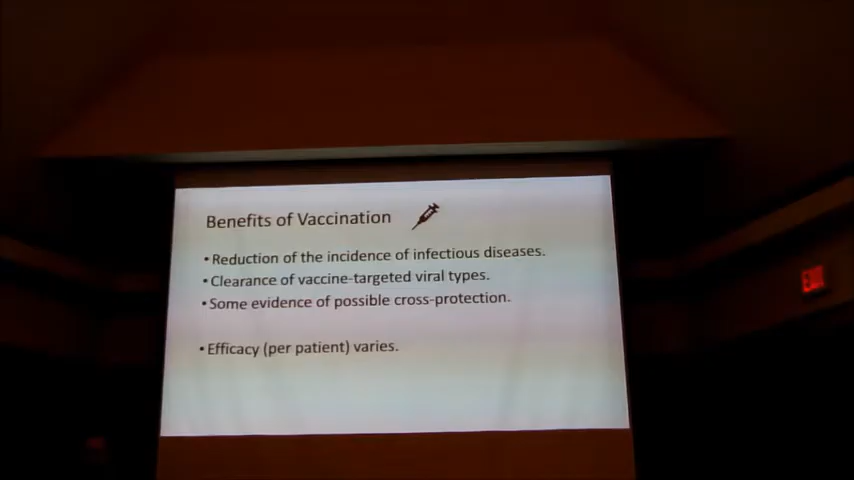 Benefits of Vaccination
•Reduction of the incidence of infectious diseases.
•Clearance of vaccine-targeted viral types.
•Some evidence of possible cross-protection.
•Efficacy (per patient) varies.